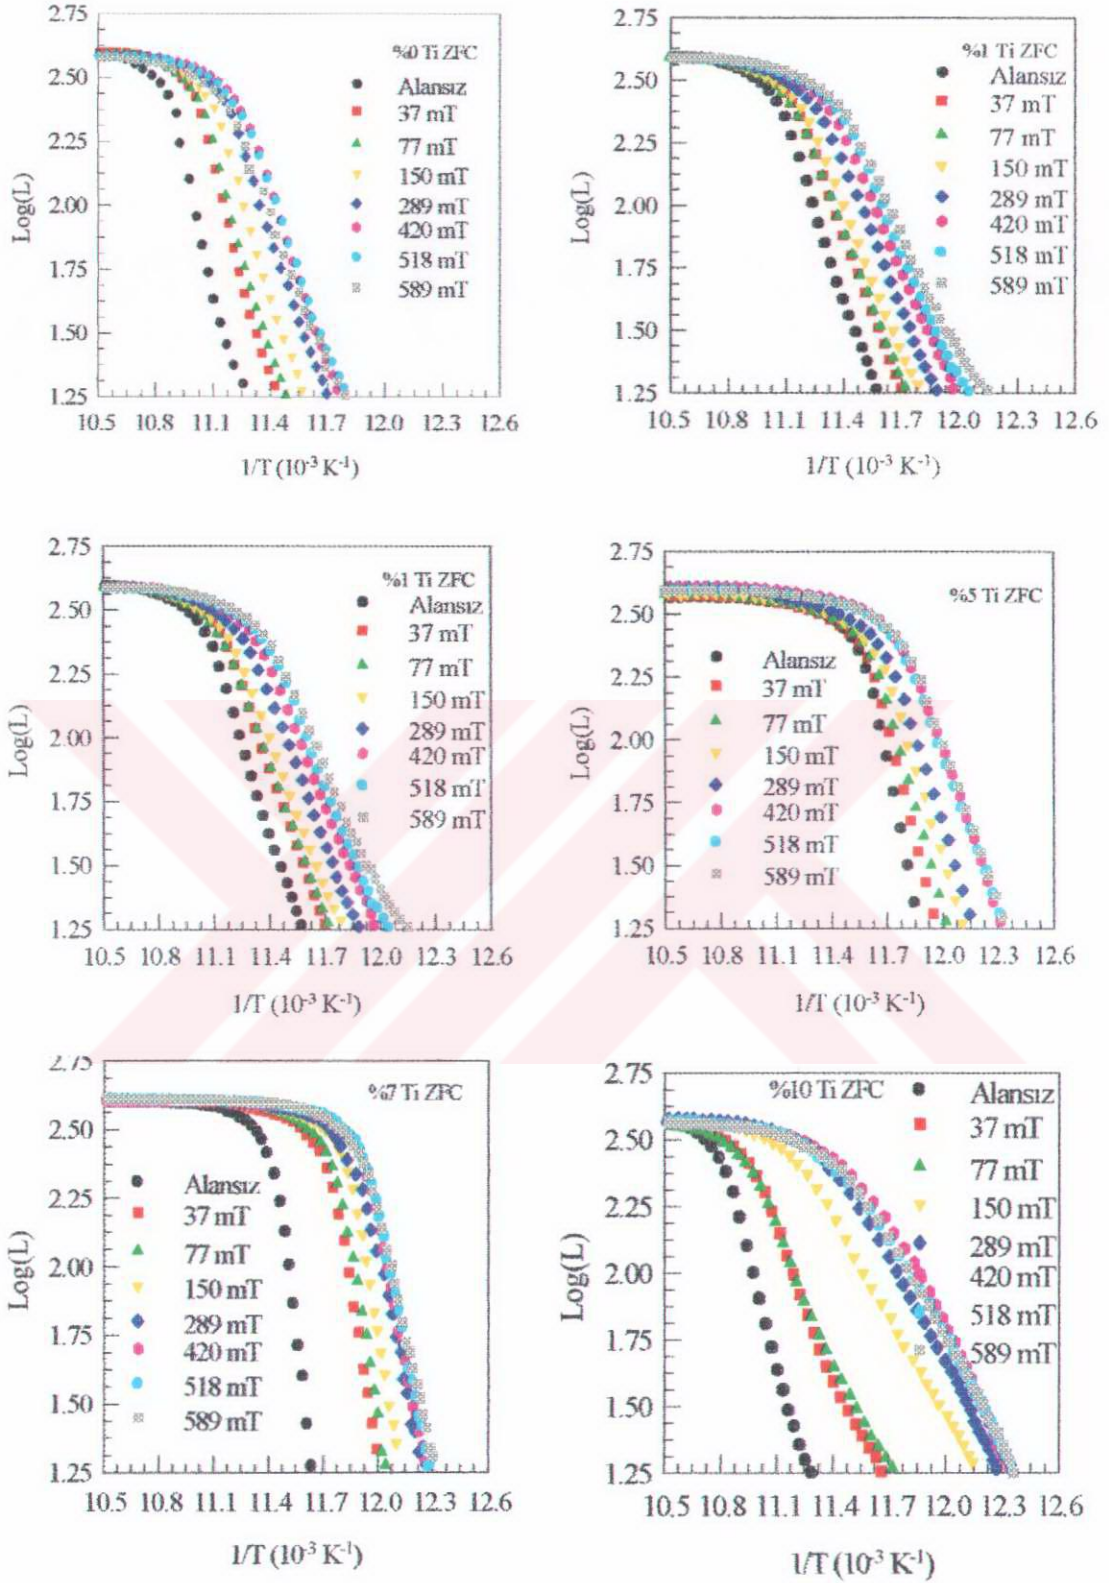 %0 Ti ZFC
Alansız
37 mT
77 mT
150 mT
289 mT
420 mT
518 mT
589 mT
Log(L)
2.75
2.50
2.25
2.00
1.75
1.50
1.25
10.5 10.8 11.1 11.4 11.7 12.0 12.3 12.6
1/T (10⁻³ K⁻¹)
%1 Ti ZFC
Alansız
37 mT
77 mT
150 mT
289 mT
420 mT
518 mT
589 mT
Log(L)
2.75
2.50
2.25
2.00
1.75
1.50
1.25
10.5 10.8 11.1 11.4 11.7 12.0 12.3 12.6
1/T (10⁻³ K⁻¹)
%1 Ti ZFC
Alansız
37 mT
77 mT
150 mT
289 mT
420 mT
518 mT
589 mT
Log(L)
2.75
2.50
2.25
2.00
1.75
1.50
1.25
10.5 10.8 11.1 11.4 11.7 12.0 12.3 12.6
1/T (10⁻³ K⁻¹)
%5 Ti ZFC
Alansız
37 mT
77 mT
150 mT
289 mT
420 mT
518 mT
589 mT
Log(L)
2.75
2.50
2.25
2.00
1.75
1.50
1.25
10.5 10.8 11.1 11.4 11.7 12.0 12.3 12.6
1/T (10⁻³ K⁻¹)
%7 Ti ZFC
Alansız
37 mT
77 mT
150 mT
289 mT
420 mT
518 mT
589 mT
Log(L)
2.75
2.50
2.25
2.00
1.75
1.50
1.25
10.5 10.8 11.1 11.4 11.7 12.0 12.3 12.6
1/T (10⁻³ K⁻¹)
%10 Ti ZFC
Alansız
37 mT
77 mT
150 mT
289 mT
420 mT
518 mT
589 mT
Log(L)
2.75
2.50
2.25
2.00
1.75
1.50
1.25
10.5 10.8 11.1 11.4 11.7 12.0 12.3 12.6
1/T (10⁻³ K⁻¹)